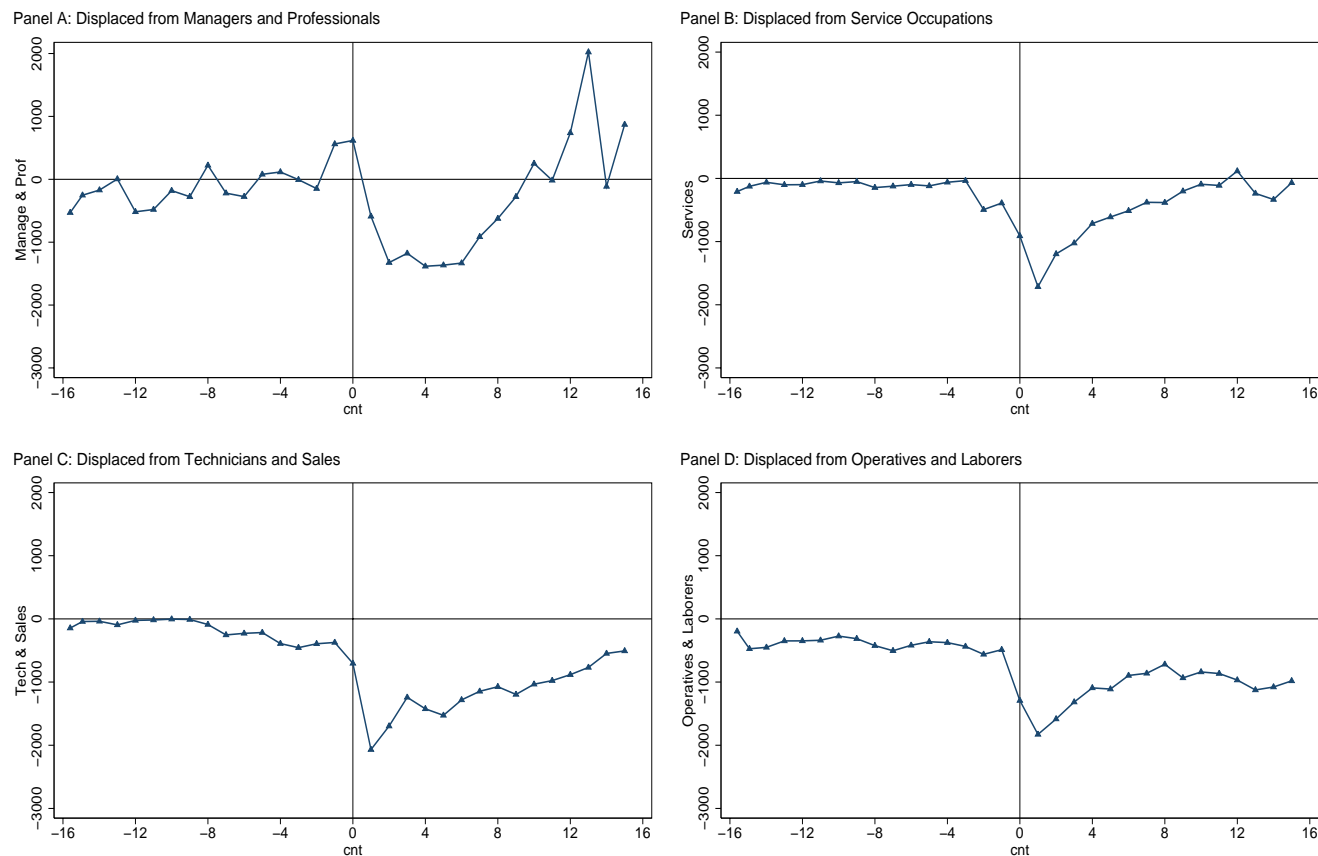 Panel A: Displaced from Managers and Professionals
Manage & Prof
2000
1000
0
−1000
−2000
−3000
−16 −12 −8 −4 0 4 8 12 16
cnt
Panel B: Displaced from Service Occupations
Services
2000
1000
0
−1000
−2000
−3000
−16 −12 −8 −4 0 4 8 12 16
cnt
Panel C: Displaced from Technicians and Sales
Tech & Sales
2000
1000
0
−1000
−2000
−3000
−16 −12 −8 −4 0 4 8 12 16
cnt
Panel D: Displaced from Operatives and Laborers
Operatives & Laborers
2000
1000
0
−1000
−2000
−3000
−16 −12 −8 −4 0 4 8 12 16
cnt